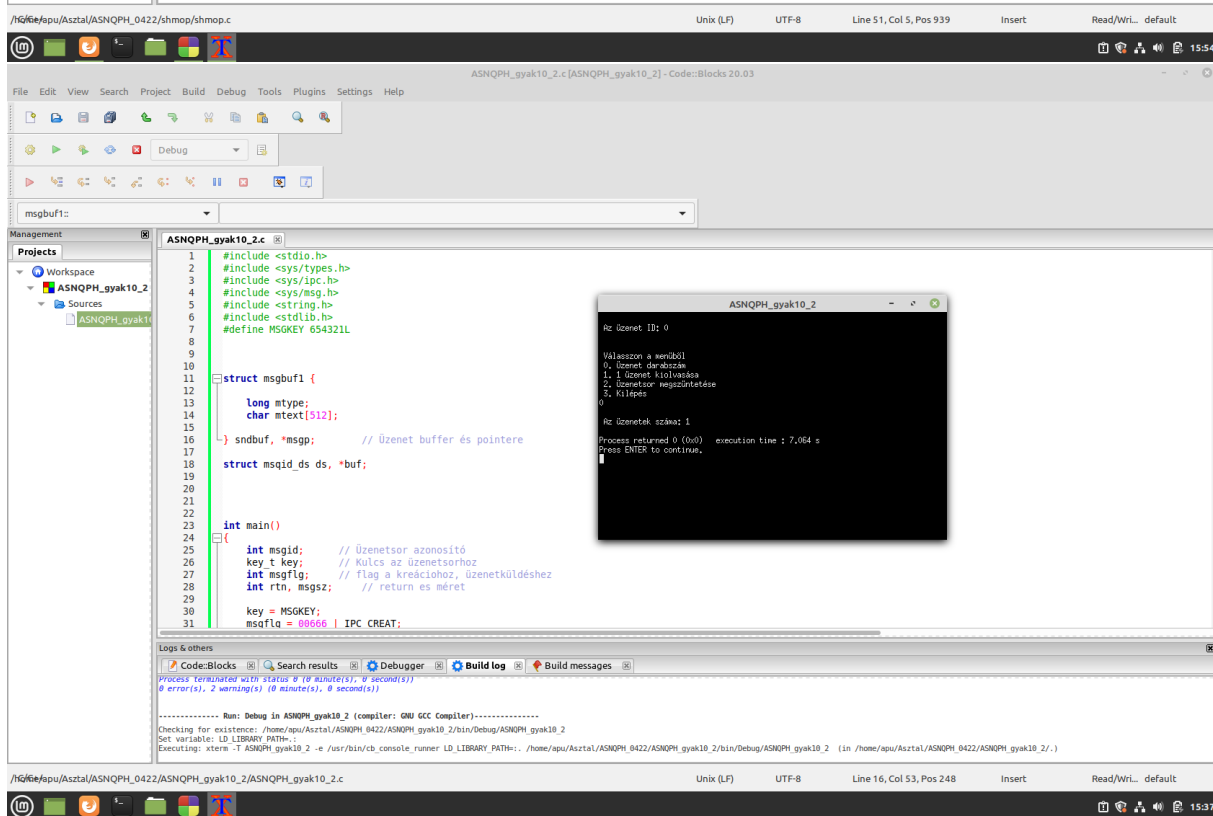 /home/apu/Asztal/ASNQPH_0422/shmop/shmop.c Unix (LF) UTF-8 Line 51, Col 5, Pos 939 Insert Read/Wri... default
15:54
ASNQPH_gyak10_2.c [ASNQPH_gyak10_2] - Code::Blocks 20.03
File Edit View Search Project Build Debug Tools Plugins Settings Help
Debug
msgbuf1::
Management
Projects
Workspace
ASNQPH_gyak10_2
Sources
ASNQPH_gyak10
ASNQPH_gyak10_2.c
1 #include <stdio.h>
2 #include <sys/types.h>
3 #include <sys/ipc.h>
4 #include <sys/msg.h>
5 #include <string.h>
6 #include <stdlib.h>
7 #define MSGKEY 654321L
8
9
10
11 struct msgbuf1 {
12
13 long mtype;
14 char mtext[512];
15
16 } sndbuf, *msgp; // Üzenet buffer és pointere
17
18 struct msqid_ds ds, *buf;
19
20
21
22
23 int main()
24 {
25 int msgid; // Üzenetsor azonosító
26 key_t key; // Kulcs az üzenetsorhoz
27 int msgflg; // flag a kreációhoz, üzenetküldéshez
28 int rtn, msgsz; // return es méret
29
30 key = MSGKEY;
31 msgflg = 00666 | IPC_CREAT;
ASNQPH_gyak10_2
Az üzenet ID: 0
Válasszon a menüből
0. Üzenet darabszám
1. 1 üzenet kiolvasása
2. Üzenetsor megszüntetése
3. Kilépés
0
Az üzenetek száma: 1
Process returned 0 (0x0) execution time : 7.064 s
Press ENTER to continue.
Logs & others
Code::Blocks Search results Debugger Build log Build messages
Process terminated with status 0 (0 minute(s), 0 second(s))
0 error(s), 2 warning(s) (0 minute(s), 0 second(s))
-------------- Run: Debug in ASNQPH_gyak10_2 (compiler: GNU GCC Compiler)---------------
Checking for existence: /home/apu/Asztal/ASNQPH_0422/ASNQPH_gyak10_2/bin/Debug/ASNQPH_gyak10_2
Set variable: LD_LIBRARY_PATH=.:
Executing: xterm -T ASNQPH_gyak10_2 -e /usr/bin/cb_console_runner LD_LIBRARY_PATH=:. /home/apu/Asztal/ASNQPH_0422/ASNQPH_gyak10_2/bin/Debug/ASNQPH_gyak10_2 (in /home/apu/Asztal/ASNQPH_0422/ASNQPH_gyak10_2/.)
/home/apu/Asztal/ASNQPH_0422/ASNQPH_gyak10_2/ASNQPH_gyak10_2.c Unix (LF) UTF-8 Line 16, Col 53, Pos 248 Insert Read/Wri... default
15:37